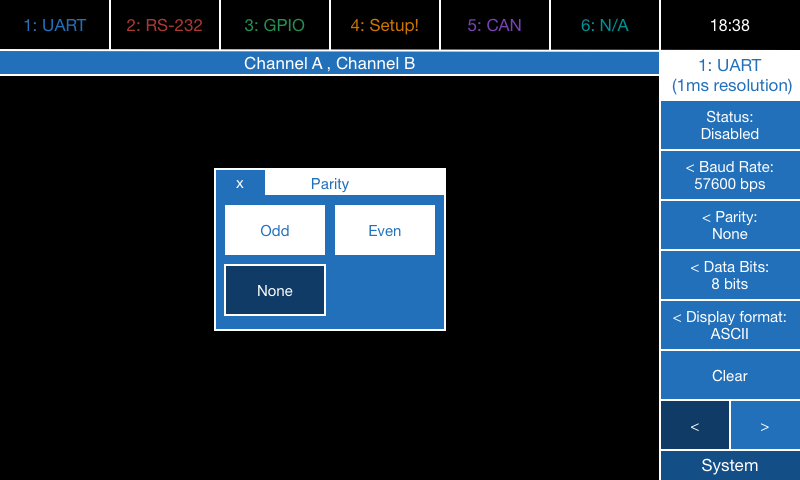 1: UART
2: RS-232
3: GPIO
4: Setup!
5: CAN
6: N/A
18:38
Channel A , Channel B
1: UART
(1ms resolution)
Status:
Disabled
< Baud Rate:
57600 bps
< Parity:
None
< Data Bits:
8 bits
< Display format:
ASCII
Clear
<
>
System
x
Parity
Odd
Even
None